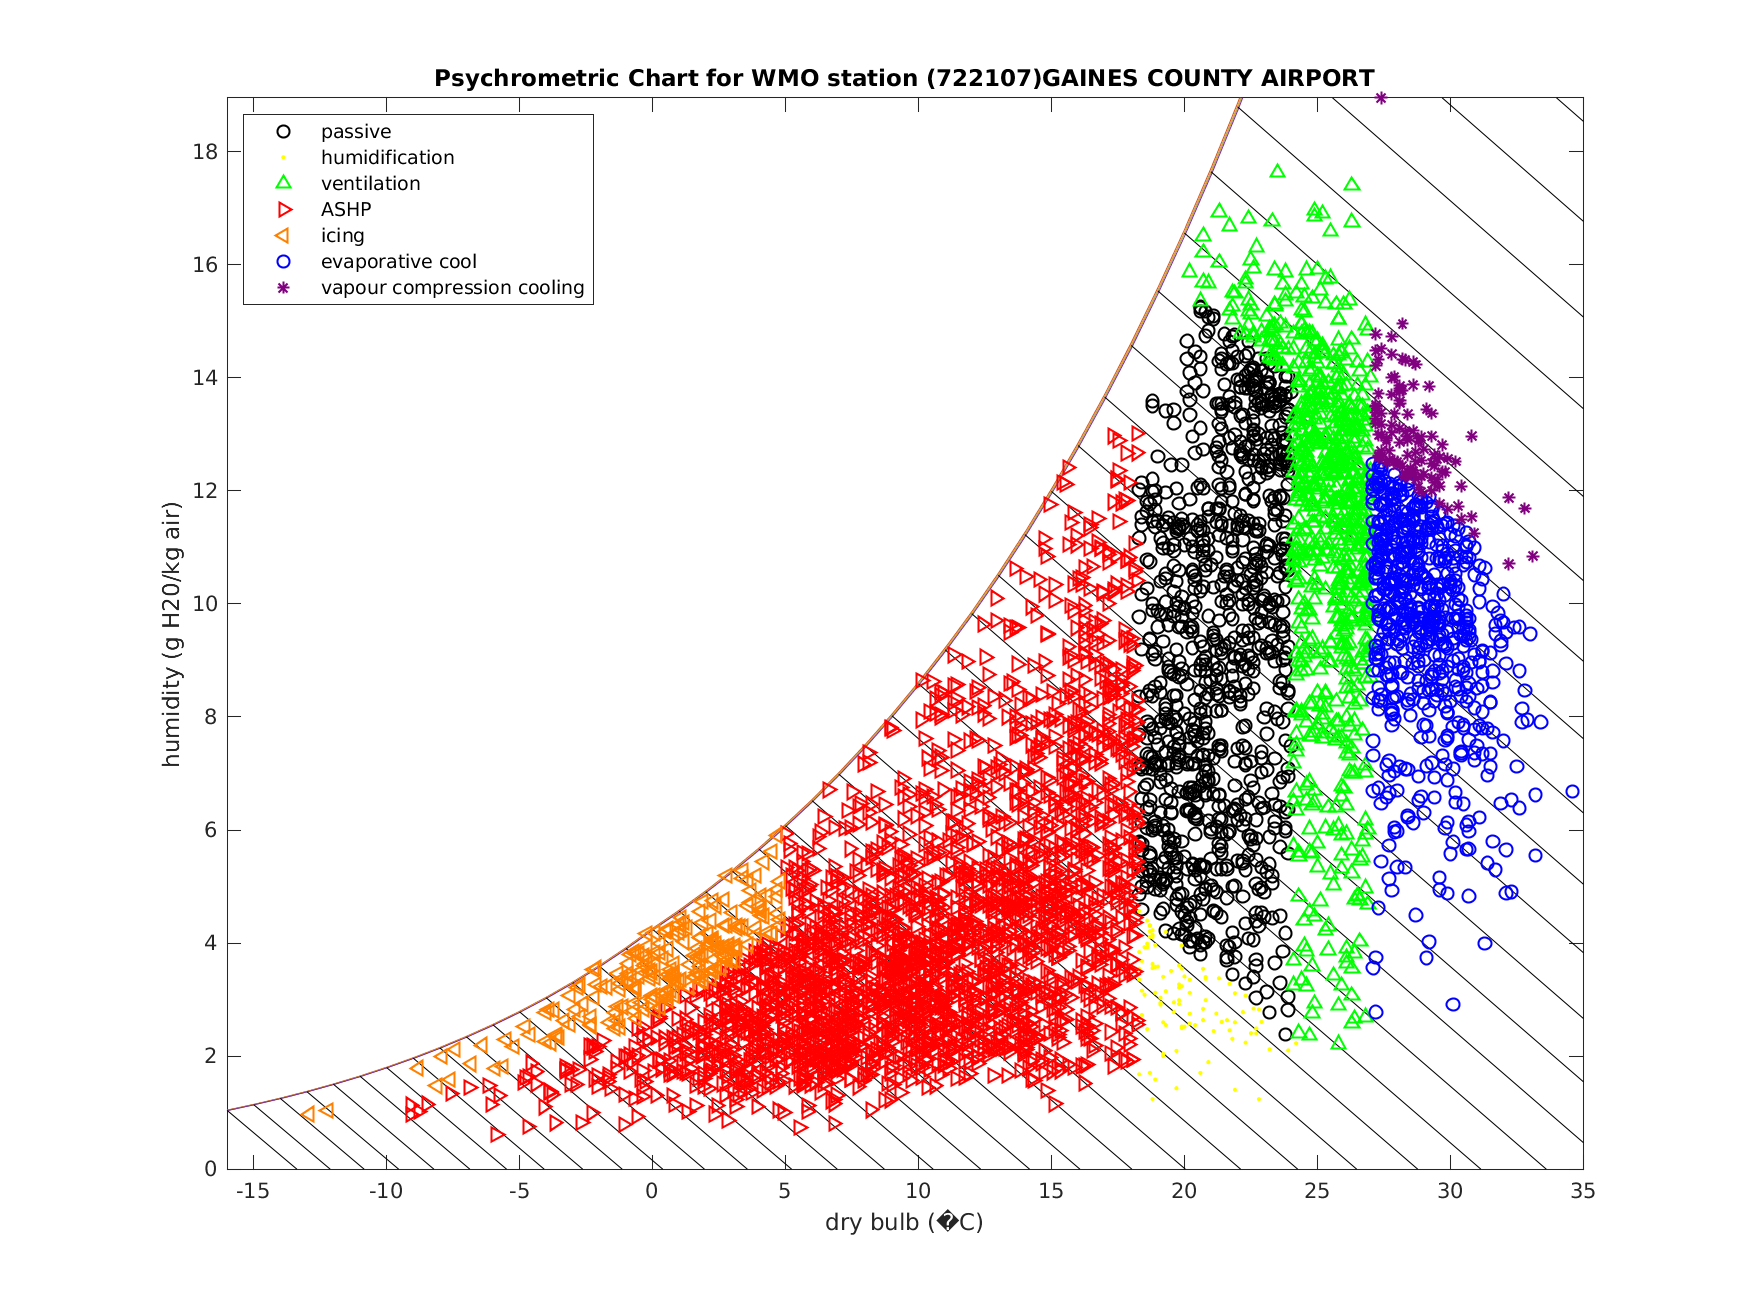 Psychrometric Chart for WMO station (722107)GAINES COUNTY AIRPORT
passive
humidification
ventilation
ASHP
icing
evaporative cool
vapour compression cooling
humidity (g H20/kg air)
18
16
14
12
10
8
6
4
2
0
-15 -10 -5 0 5 10 15 20 25 30 35
dry bulb (�C)